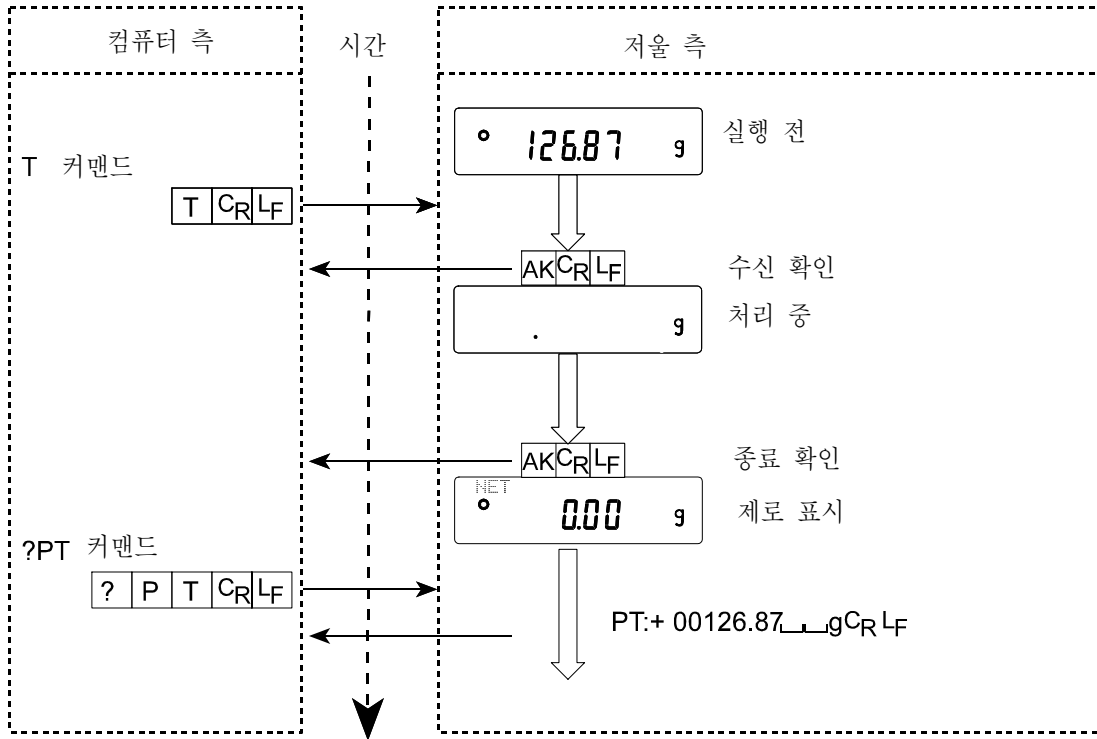 컴퓨터 측
시간
저울 측
126.87 g
실행 전
T 커맨드
T CR LF
AK CR LF
수신 확인
. g
처리 중
AK CR LF
종료 확인
NET
0.00 g
제로 표시
?PT 커맨드
? P T CR LF
PT:+ 00126.87␣␣gCR LF